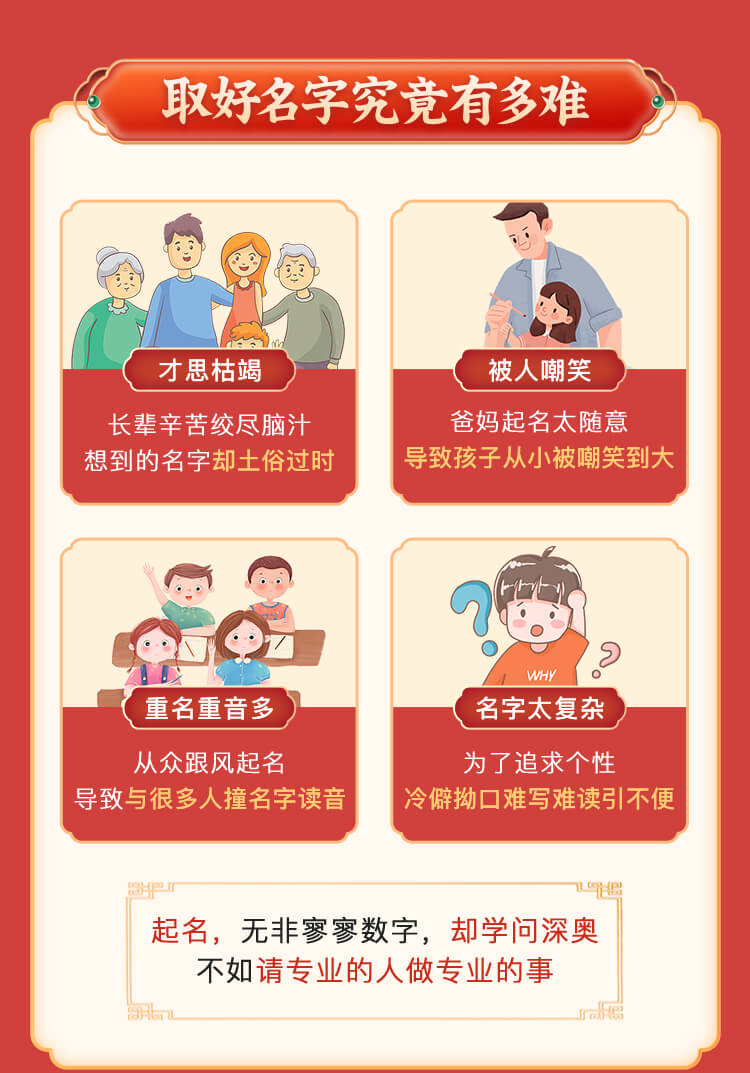 取好名字究竟有多难
才思枯竭
长辈辛苦绞尽脑汁
想到的名字却土俗过时
被人嘲笑
爸妈起名太随意
导致孩子从小被嘲笑到大
重名重音多
从众跟风起名
导致与很多人撞名字读音
WHY
名字太复杂
为了追求个性
冷僻拗口难写难读引不便
起名，无非寥寥数字，却学问深奥
不如请专业的人做专业的事